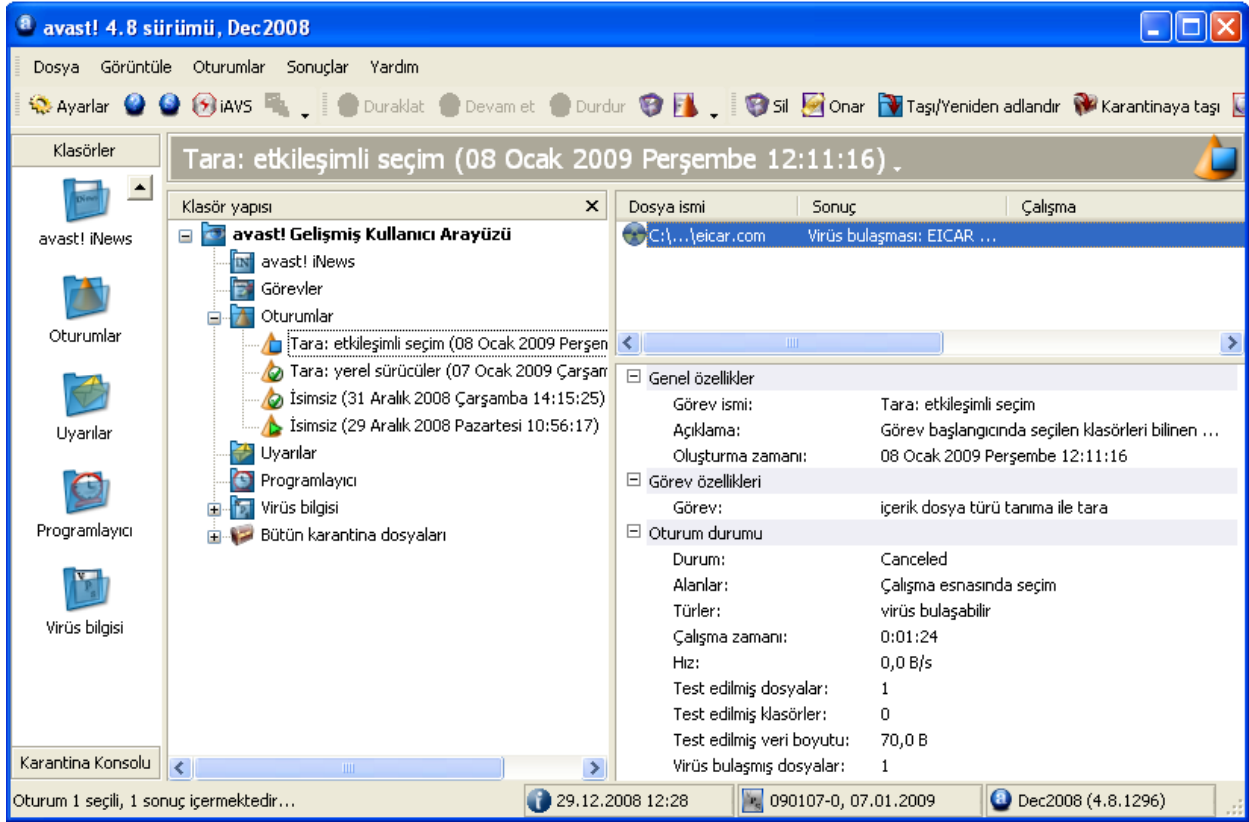 avast! 4.8 sürümü, Dec2008
Dosya Görüntüle Oturumlar Sonuçlar Yardım
Ayarlar iAVS Duraklat Devam et Durdur Sil Onar Taşı/Yeniden adlandır Karantinaya taşı
Klasörler
Tara: etkileşimli seçim (08 Ocak 2009 Perşembe 12:11:16)
avast! iNews
Oturumlar
Uyarılar
Programlayıcı
Virüs bilgisi
Karantina Konsolu
Klasör yapısı
avast! Gelişmiş Kullanıcı Arayüzü
avast! iNews
Görevler
Oturumlar
Tara: etkileşimli seçim (08 Ocak 2009 Perşen
Tara: yerel sürücüler (07 Ocak 2009 Çarşam
İsimsiz (31 Aralık 2008 Çarşamba 14:15:25)
İsimsiz (29 Aralık 2008 Pazartesi 10:56:17)
Uyarılar
Programlayıcı
Virüs bilgisi
Bütün karantina dosyaları
Dosya ismi Sonuç Çalışma
C:\...\eicar.com Virüs bulaşması: EICAR ...
Genel özellikler
Görev ismi: Tara: etkileşimli seçim
Açıklama: Görev başlangıcında seçilen klasörleri bilinen ...
Oluşturma zamanı: 08 Ocak 2009 Perşembe 12:11:16
Görev özellikleri
Görev: içerik dosya türü tanıma ile tara
Oturum durumu
Durum: Canceled
Alanlar: Çalışma esnasında seçim
Türler: virüs bulaşabilir
Çalışma zamanı: 0:01:24
Hız: 0,0 B/s
Test edilmiş dosyalar: 1
Test edilmiş klasörler: 0
Test edilmiş veri boyutu: 70,0 B
Virüs bulaşmış dosyalar: 1
Oturum 1 seçili, 1 sonuç içermektedir... 29.12.2008 12:28 090107-0, 07.01.2009 Dec2008 (4.8.1296)